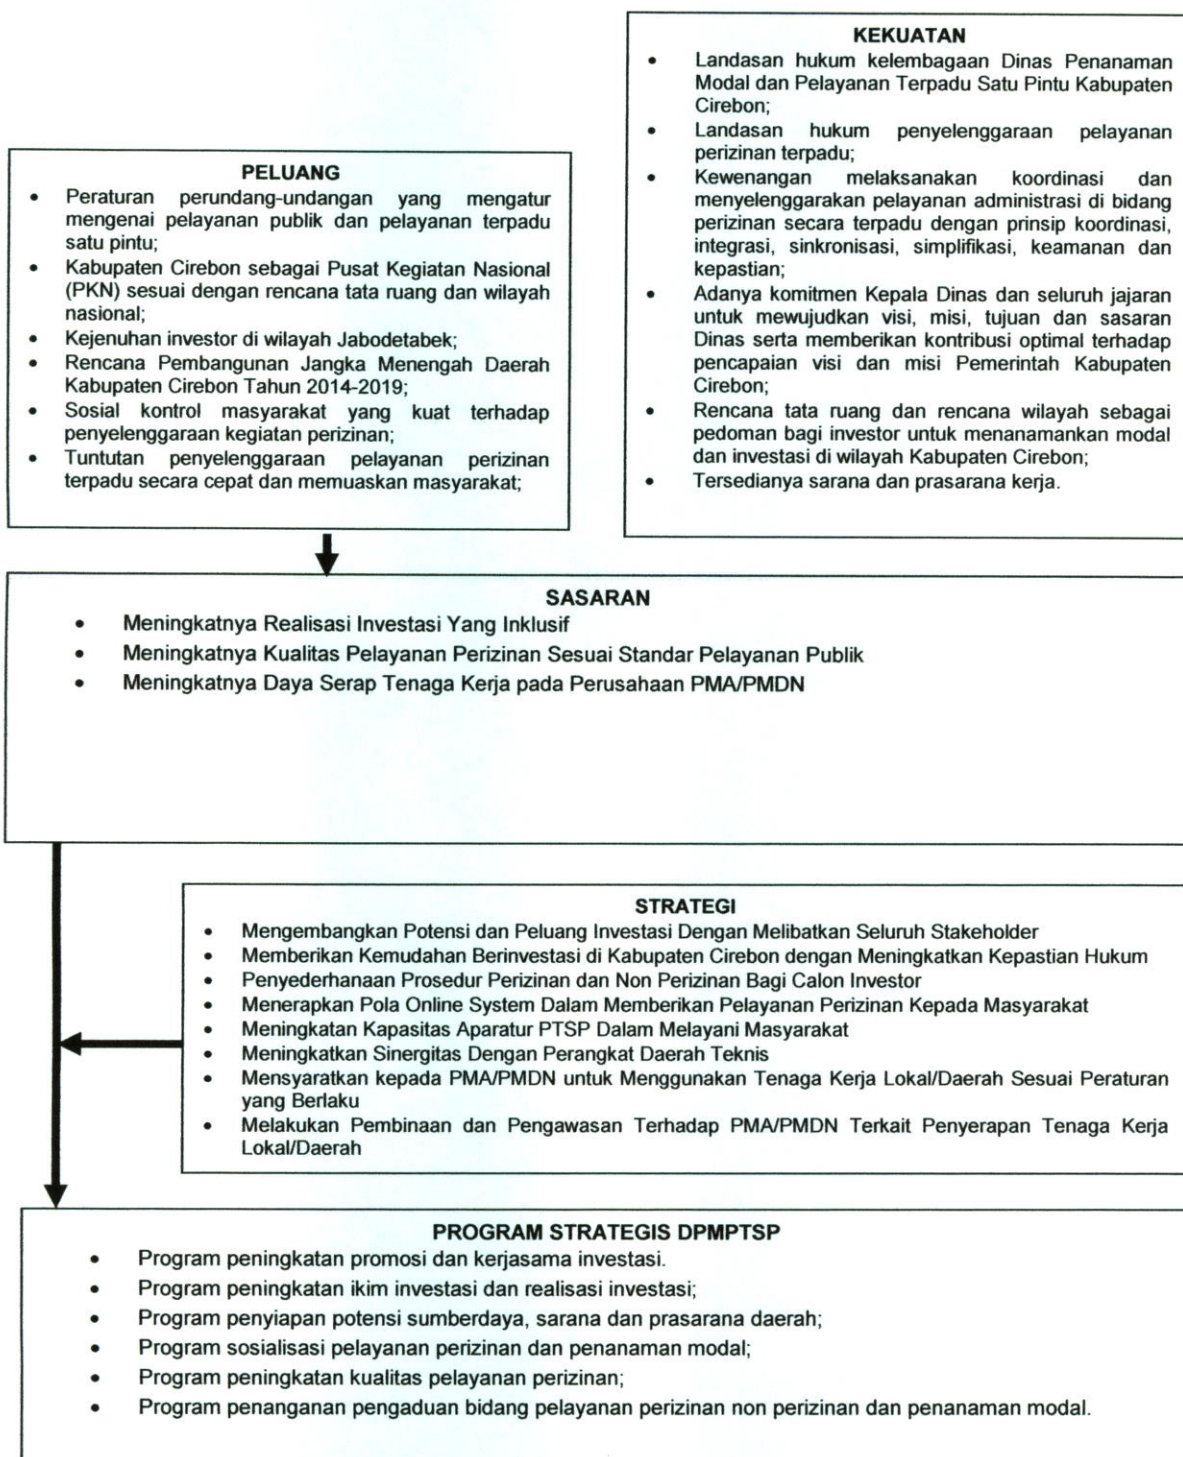 KEKUATAN
• Landasan hukum kelembagaan Dinas Penanaman
Modal dan Pelayanan Terpadu Satu Pintu Kabupaten
Cirebon;
• Landasan hukum penyelenggaraan pelayanan
perizinan terpadu;
• Kewenangan melaksanakan koordinasi dan
menyelenggarakan pelayanan administrasi di bidang
perizinan secara terpadu dengan prinsip koordinasi,
integrasi, sinkronisasi, simplifikasi, keamanan dan
kepastian;
• Adanya komitmen Kepala Dinas dan seluruh jajaran
untuk mewujudkan visi, misi, tujuan dan sasaran
Dinas serta memberikan kontribusi optimal terhadap
pencapaian visi dan misi Pemerintah Kabupaten
Cirebon;
• Rencana tata ruang dan rencana wilayah sebagai
pedoman bagi investor untuk menanamankan modal
dan investasi di wilayah Kabupaten Cirebon;
• Tersedianya sarana dan prasarana kerja.
PELUANG
• Peraturan perundang-undangan yang mengatur
mengenai pelayanan publik dan pelayanan terpadu
satu pintu;
• Kabupaten Cirebon sebagai Pusat Kegiatan Nasional
(PKN) sesuai dengan rencana tata ruang dan wilayah
nasional;
• Kejenuhan investor di wilayah Jabodetabek;
• Rencana Pembangunan Jangka Menengah Daerah
Kabupaten Cirebon Tahun 2014-2019;
• Sosial kontrol masyarakat yang kuat terhadap
penyelenggaraan kegiatan perizinan;
• Tuntutan penyelenggaraan pelayanan perizinan
terpadu secara cepat dan memuaskan masyarakat;
SASARAN
• Meningkatnya Realisasi Investasi Yang Inklusif
• Meningkatnya Kualitas Pelayanan Perizinan Sesuai Standar Pelayanan Publik
• Meningkatnya Daya Serap Tenaga Kerja pada Perusahaan PMA/PMDN
STRATEGI
• Mengembangkan Potensi dan Peluang Investasi Dengan Melibatkan Seluruh Stakeholder
• Memberikan Kemudahan Berinvestasi di Kabupaten Cirebon dengan Meningkatkan Kepastian Hukum
• Penyederhanaan Prosedur Perizinan dan Non Perizinan Bagi Calon Investor
• Menerapkan Pola Online System Dalam Memberikan Pelayanan Perizinan Kepada Masyarakat
• Meningkatan Kapasitas Aparatur PTSP Dalam Melayani Masyarakat
• Meningkatkan Sinergitas Dengan Perangkat Daerah Teknis
• Mensyaratkan kepada PMA/PMDN untuk Menggunakan Tenaga Kerja Lokal/Daerah Sesuai Peraturan
yang Berlaku
• Melakukan Pembinaan dan Pengawasan Terhadap PMA/PMDN Terkait Penyerapan Tenaga Kerja
Lokal/Daerah
PROGRAM STRATEGIS DPMPTSP
• Program peningkatan promosi dan kerjasama investasi.
• Program peningkatan ikim investasi dan realisasi investasi;
• Program penyiapan potensi sumberdaya, sarana dan prasarana daerah;
• Program sosialisasi pelayanan perizinan dan penanaman modal;
• Program peningkatan kualitas pelayanan perizinan;
• Program penanganan pengaduan bidang pelayanan perizinan non perizinan dan penanaman modal.